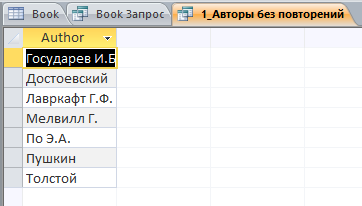 Book
Book Запрос
1_Авторы без повторений
Author
Государев И.Б
Достоевский
Лавркафт Г.Ф.
Мелвилл Г.
По Э.А.
Пушкин
Толстой